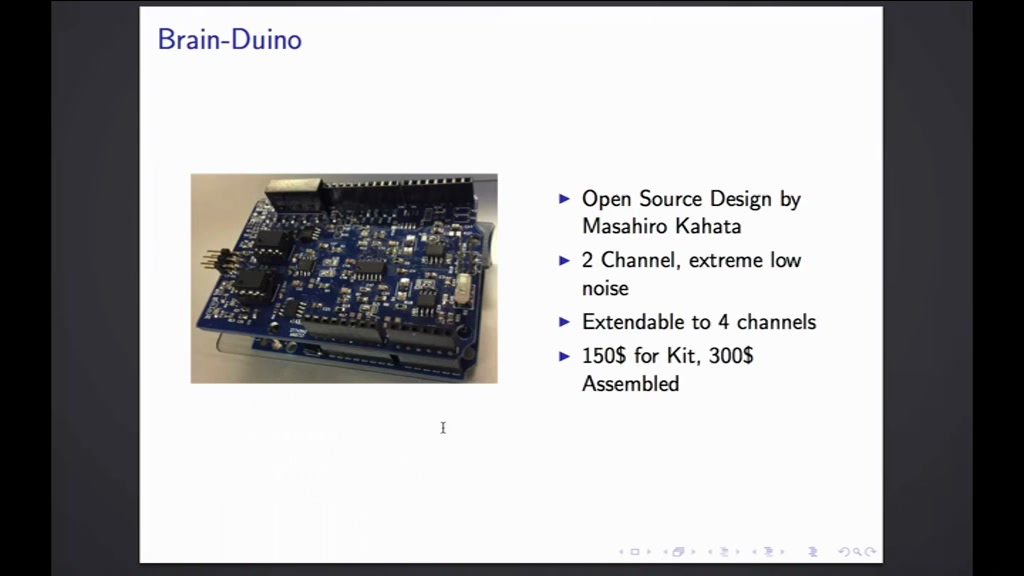 Brain-Duino
Open Source Design by
Masahiro Kahata
2 Channel, extreme low
noise
Extendable to 4 channels
150$ for Kit, 300$
Assembled